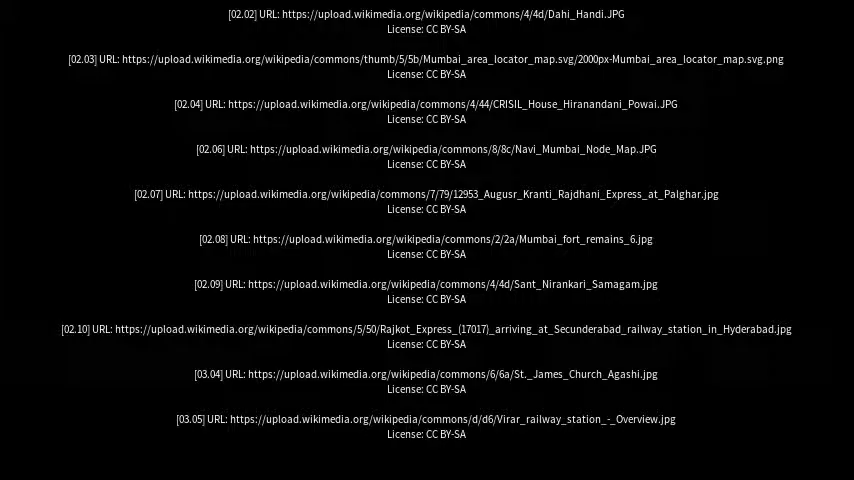 [02.02] URL: https://upload.wikimedia.org/wikipedia/commons/4/4d/Dahi_Handi.JPG
License: CC BY-SA
[02.03] URL: https://upload.wikimedia.org/wikipedia/commons/thumb/5/5b/Mumbai_area_locator_map.svg/2000px-Mumbai_area_locator_map.svg.png
License: CC BY-SA
[02.04] URL: https://upload.wikimedia.org/wikipedia/commons/4/44/CRISIL_House_Hiranandani_Powai.JPG
License: CC BY-SA
[02.06] URL: https://upload.wikimedia.org/wikipedia/commons/8/8c/Navi_Mumbai_Node_Map.JPG
License: CC BY-SA
[02.07] URL: https://upload.wikimedia.org/wikipedia/commons/7/79/12953_Augusr_Kranti_Rajdhani_Express_at_Palghar.jpg
License: CC BY-SA
[02.08] URL: https://upload.wikimedia.org/wikipedia/commons/2/2a/Mumbai_fort_remains_6.jpg
License: CC BY-SA
[02.09] URL: https://upload.wikimedia.org/wikipedia/commons/4/4d/Sant_Nirankari_Samagam.jpg
License: CC BY-SA
[02.10] URL: https://upload.wikimedia.org/wikipedia/commons/5/50/Rajkot_Express_(17017)_arriving_at_Secunderabad_railway_station_in_Hyderabad.jpg
License: CC BY-SA
[03.04] URL: https://upload.wikimedia.org/wikipedia/commons/6/6a/St._James_Church_Agashi.jpg
License: CC BY-SA
[03.05] URL: https://upload.wikimedia.org/wikipedia/commons/d/d6/Virar_railway_station_-_Overview.jpg
License: CC BY-SA